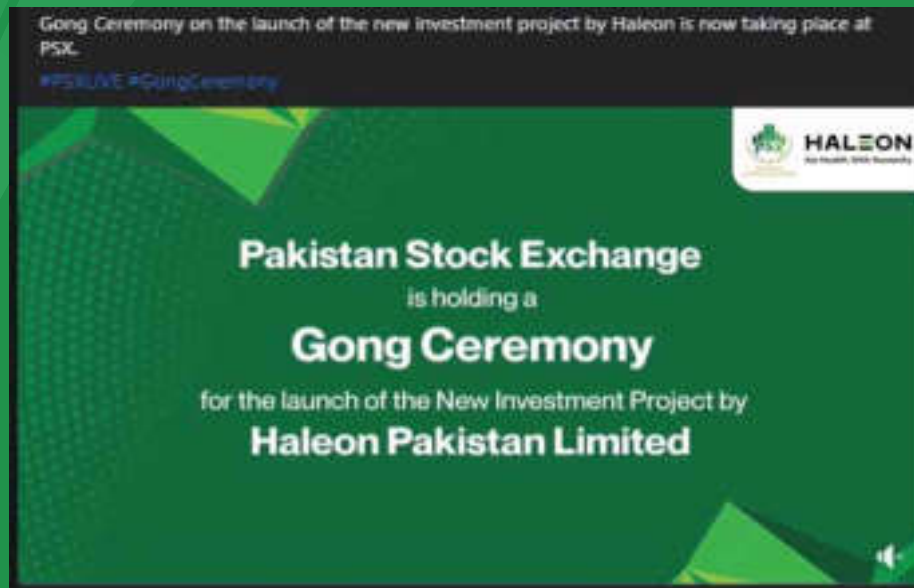 Gong Ceremony on the launch of the new investment project by Haleon is now taking place at
PSX.
#PSXLIVE #GongCeremony
HALEON
Pakistan Stock Exchange
is holding a
Gong Ceremony
for the launch of the New Investment Project by
Haleon Pakistan Limited